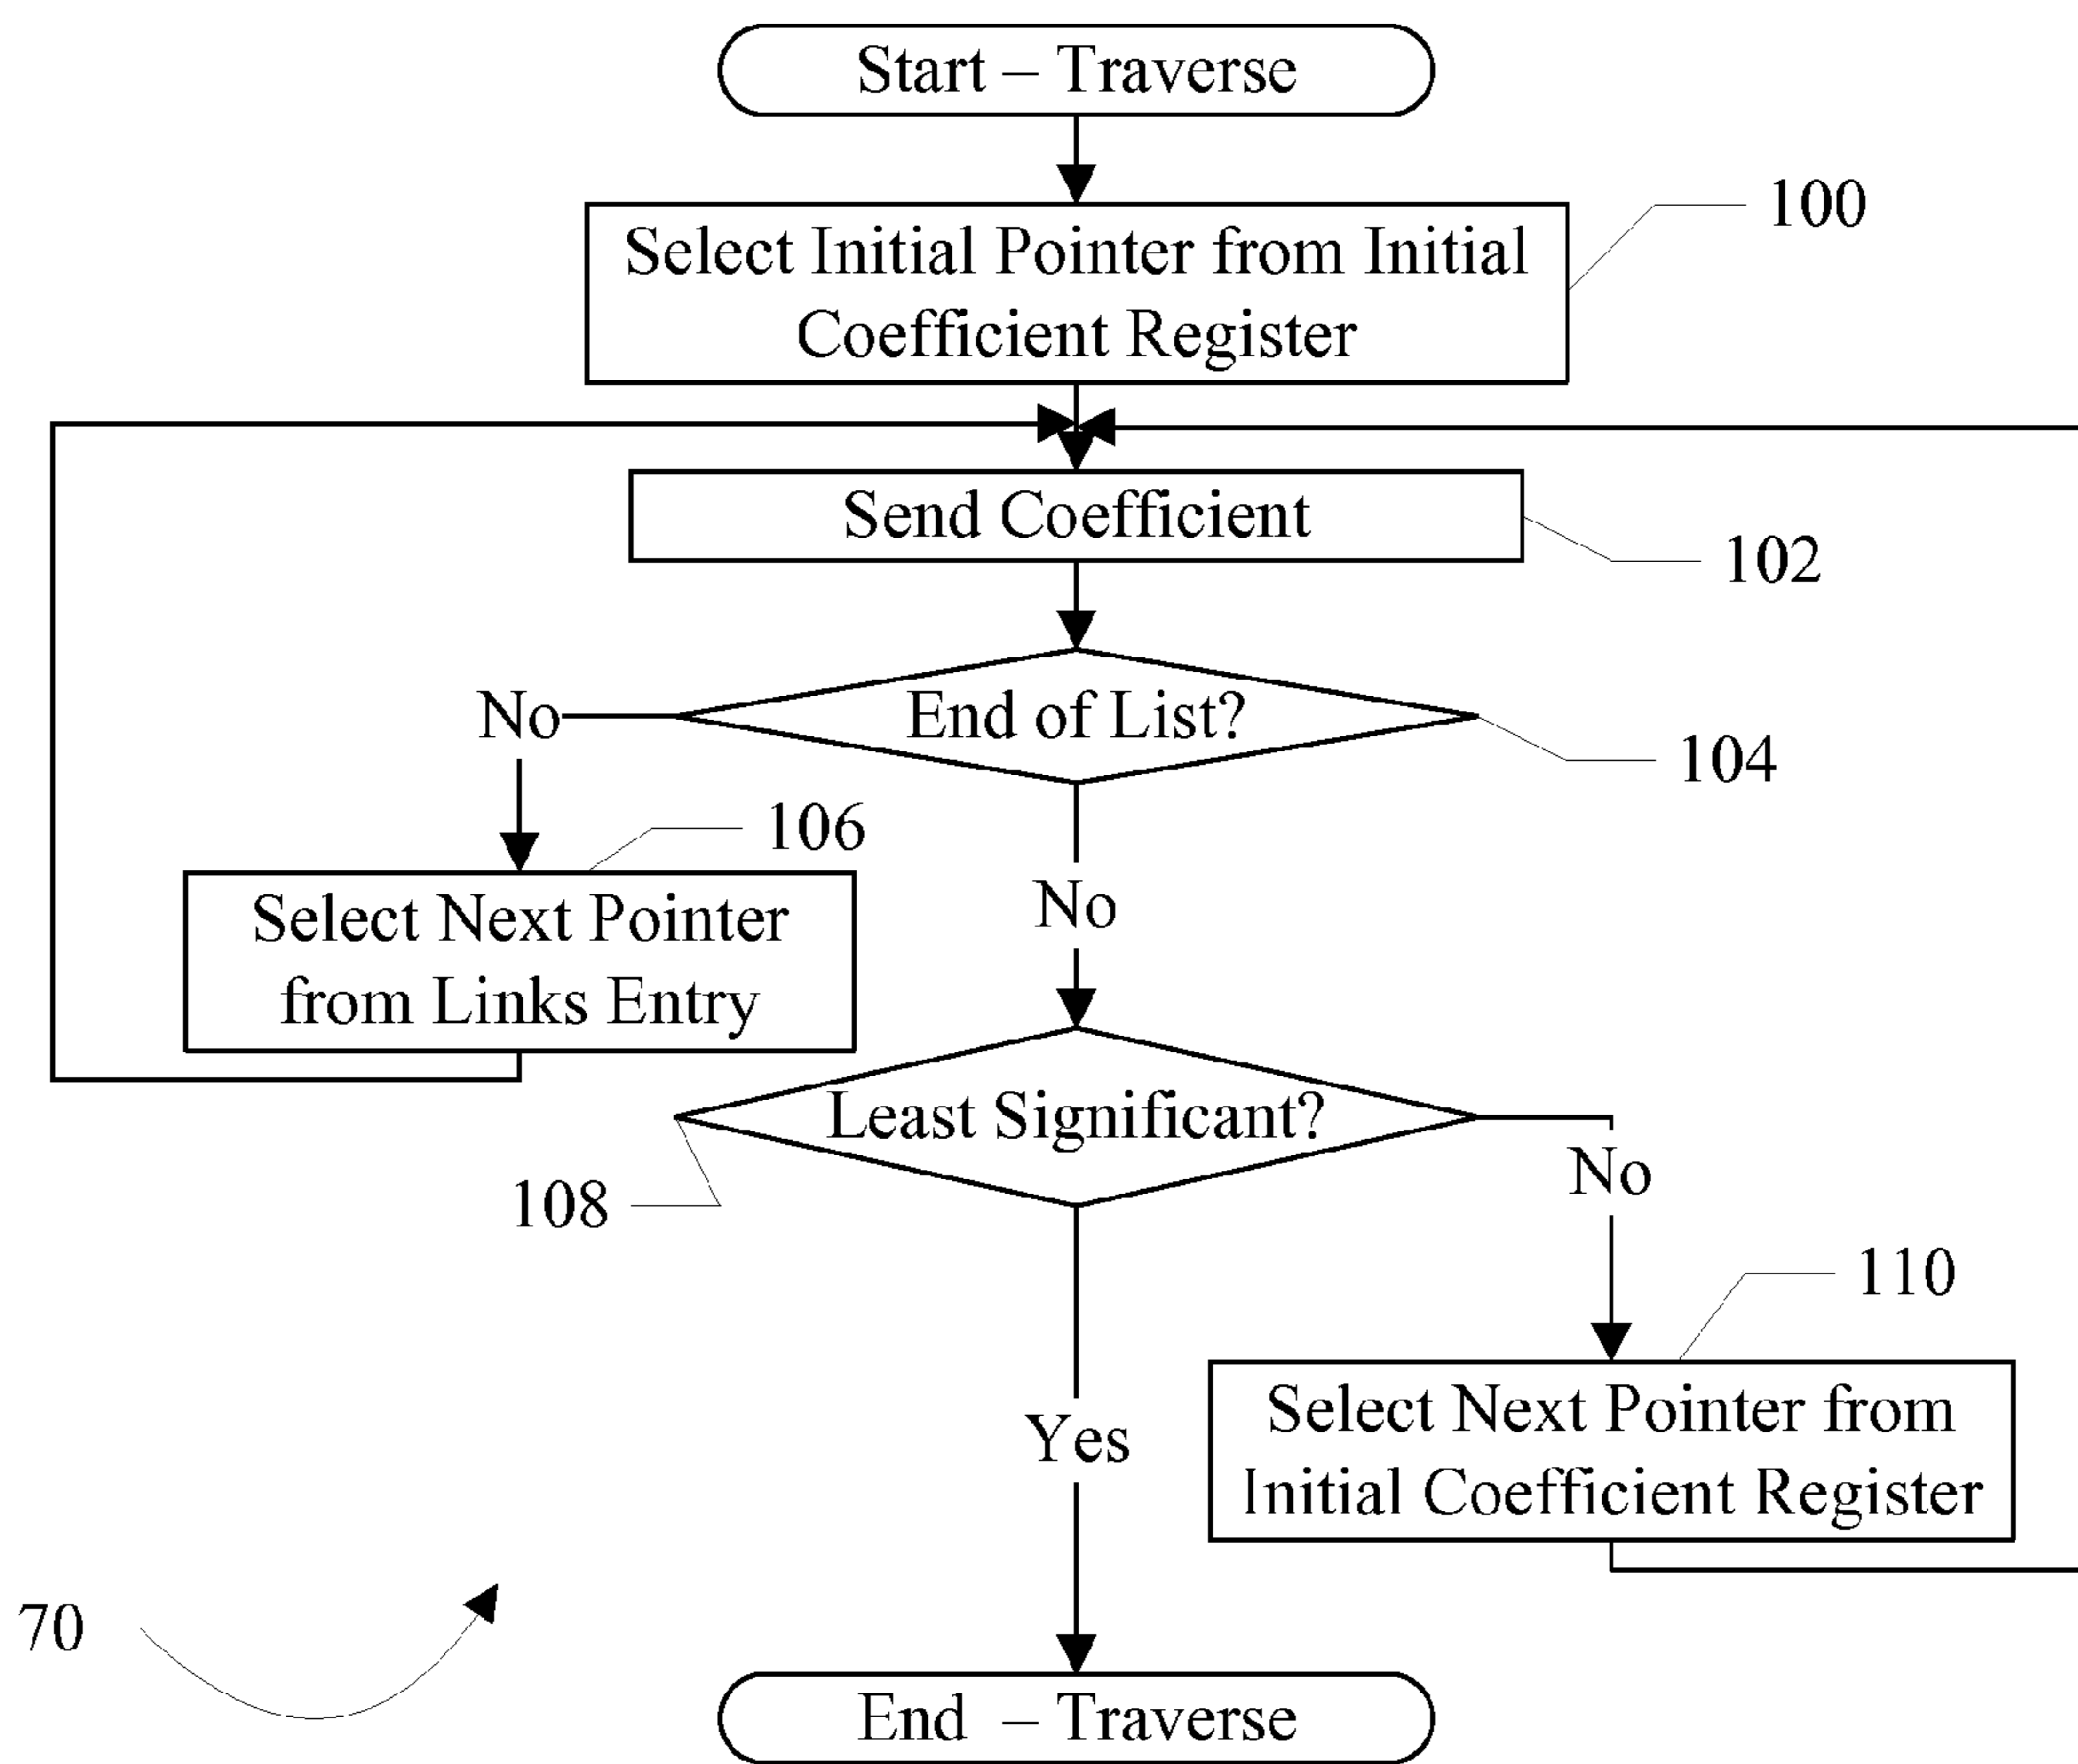 Start – Traverse
100
Select Initial Pointer from Initial
Coefficient Register
Send Coefficient
102
End of List?
No
104
106
No
Select Next Pointer
from Links Entry
Least Significant?
No
108
110
Select Next Pointer from
Initial Coefficient Register
Yes
70
End – Traverse